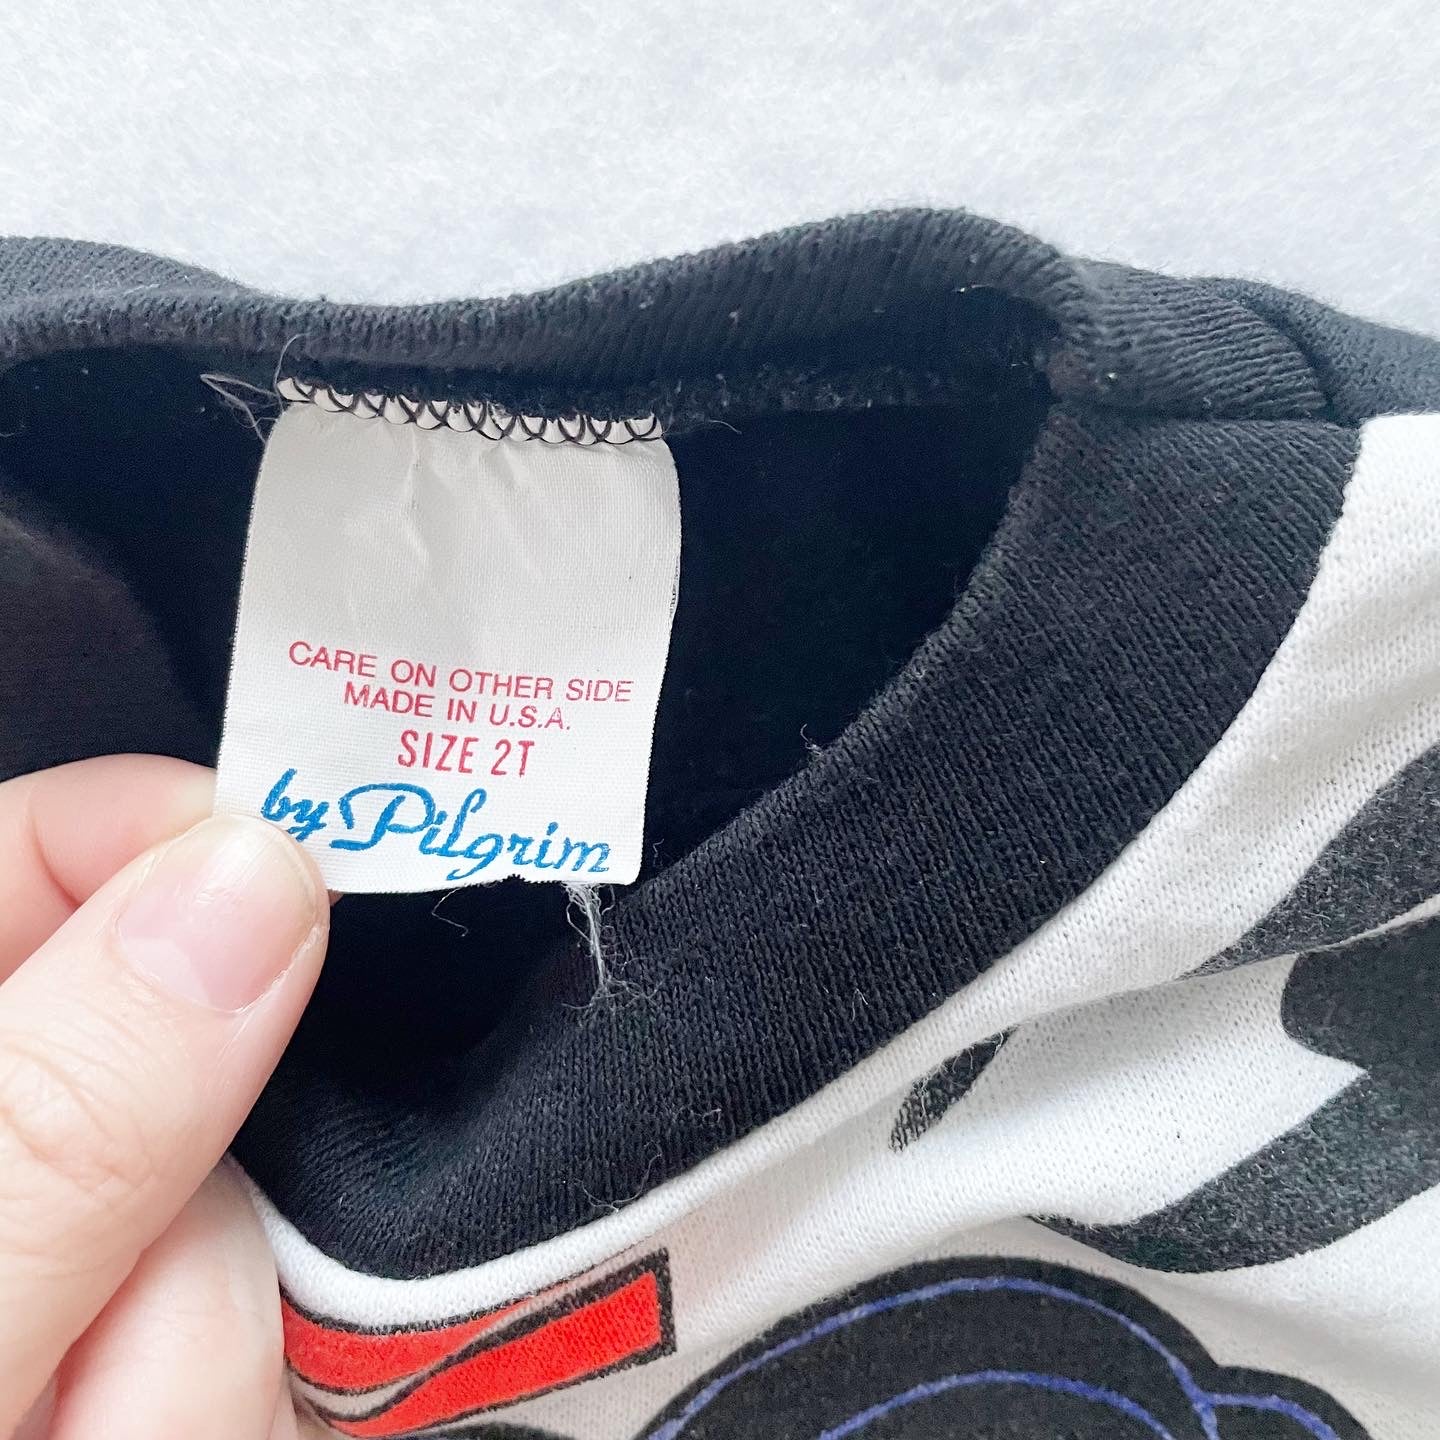 CARE ON OTHER SIDE
MADE IN U.S.A.
SIZE 2T
by Pilgrim